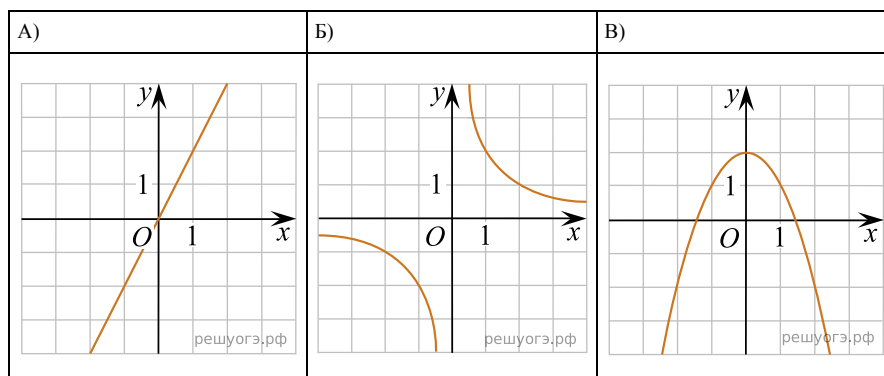 А) Б) В)
y y y
1 1 1
O 1 x O 1 x O 1 x
решуогэ.рф решуогэ.рф решуогэ.рф